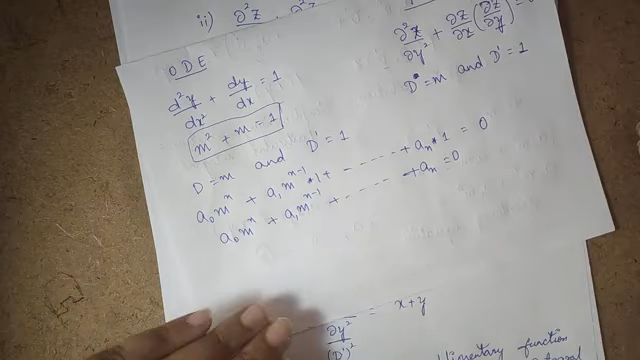 ii) ∂²Z ∂²Z
ODE
d²y/dx² + dy/dx = 1
m² + m = 1
D = m and D' = 1
a₀mⁿ + a₁mⁿ⁻¹•1 + ------ + aₙ*1 = 0
a₀mⁿ + a₁mⁿ⁻¹ + ------ + aₙ = 0
∂²Z/∂y² + ∂Z/∂x (∂Z/∂y) =
D = m and D' = 1
∂y² = x+y
(D')²
function